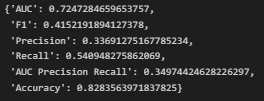 {'AUC': 0.7247284659653757,
'F1': 0.4152191894127378,
'Precision': 0.33691275167785234,
'Recall': 0.540948275862069,
'AUC Precision Recall': 0.34974424628226297,
'Accuracy': 0.8283563971837825}